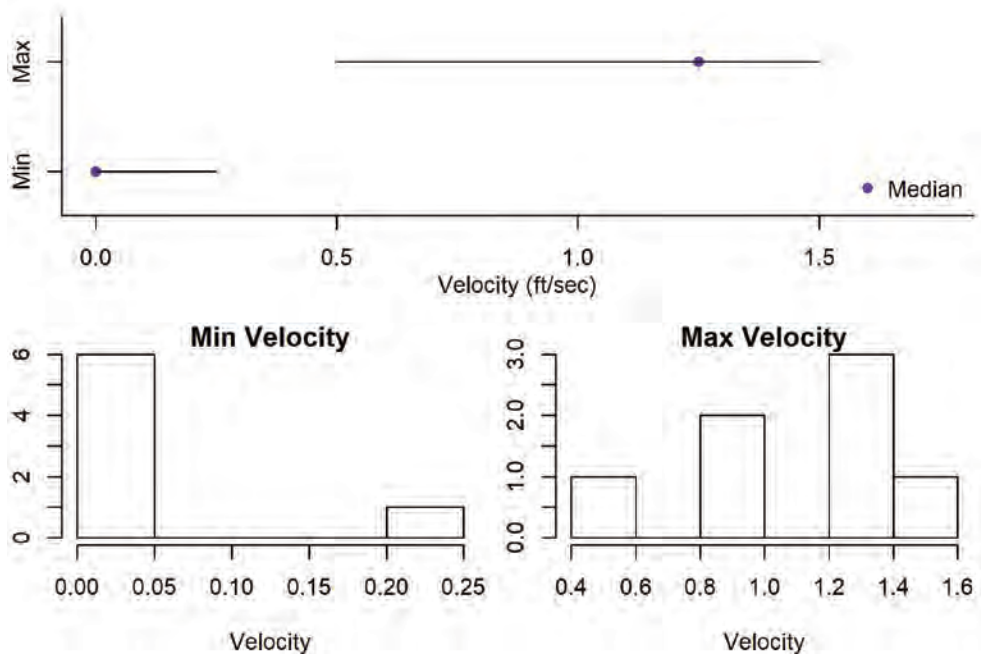 Max
Min
Median
0.0 0.5 1.0 1.5
Velocity (ft/sec)
Min Velocity
6
4
2
0
0.00 0.05 0.10 0.15 0.20 0.25
Velocity
Max Velocity
3.0
2.0
1.0
0.0
0.4 0.6 0.8 1.0 1.2 1.4 1.6
Velocity